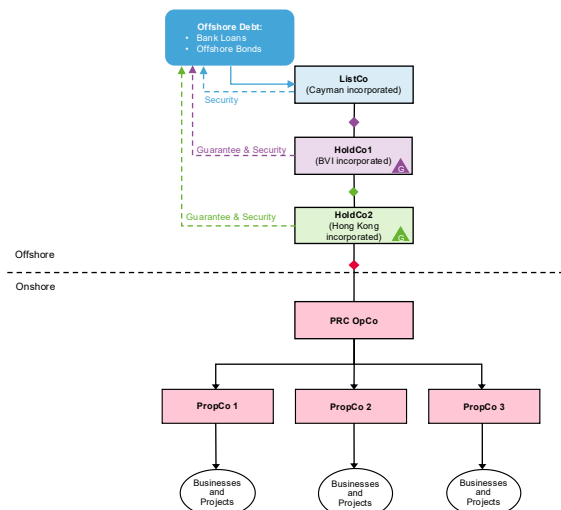 Offshore Debt:
• Bank Loans
• Offshore Bonds
ListCo
(Cayman incorporated)
Security
HoldCo1
(BVI incorporated)
G
Guarantee & Security
HoldCo2
(Hong Kong
incorporated)
G
Guarantee & Security
Offshore
Onshore
PRC OpCo
PropCo 1
PropCo 2
PropCo 3
Businesses
and
Projects
Businesses
and
Projects
Businesses
and
Projects